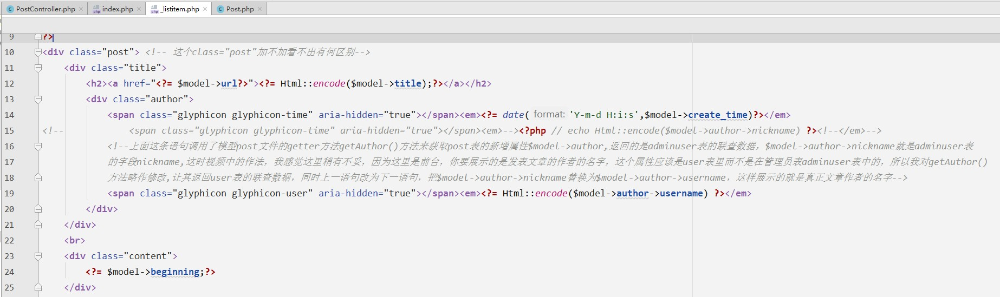 PostController.php × index.php × _listitem.php × Post.php ×
9 ?>
10 <div class="post"> <!-- 这个class="post"加不加看不出有何区别-->
11 <div class="title">
12 <h2><a href="<?= $model->url?>"><?= Html::encode($model->title);?></a></h2>
13 <div class="author">
14 <span class="glyphicon glyphicon-time" aria-hidden="true"></span><em><?= date( format: 'Y-m-d H:i:s',$model->create_time)?></em>
15 <!-- <span class="glyphicon glyphicon-time" aria-hidden="true"></span><em>--><?php // echo Html::encode($model->author->nickname) ?><!--</em>-->
16 <!--上面这条语句调用了模型post文件的getter方法getAuthor()方法来获取post表的新增属性$model->author,返回的是adminuser表的联查数据，$model->author->nickname就是adminuser表
17 的字段nickname,这时视频中的作法，我感觉这里稍有不妥，因为这里是前台，你要展示的是发表文章的作者的名字，这个属性应该是user表里而不是在管理员表adminuser表中的，所以我对getAuthor()
18 方法略作修改,让其返回user表的联查数据，同时上一语句改为下一语句，把$model->author->nickname替换为$model->author->username，这样展示的就是真正文章作者的名字-->
19 <span class="glyphicon glyphicon-user" aria-hidden="true"></span><em><?= Html::encode($model->author->username) ?></em>
20 </div>
21 </div>
22 <br>
23 <div class="content">
24 <?= $model->beginning;?>
25 </div>